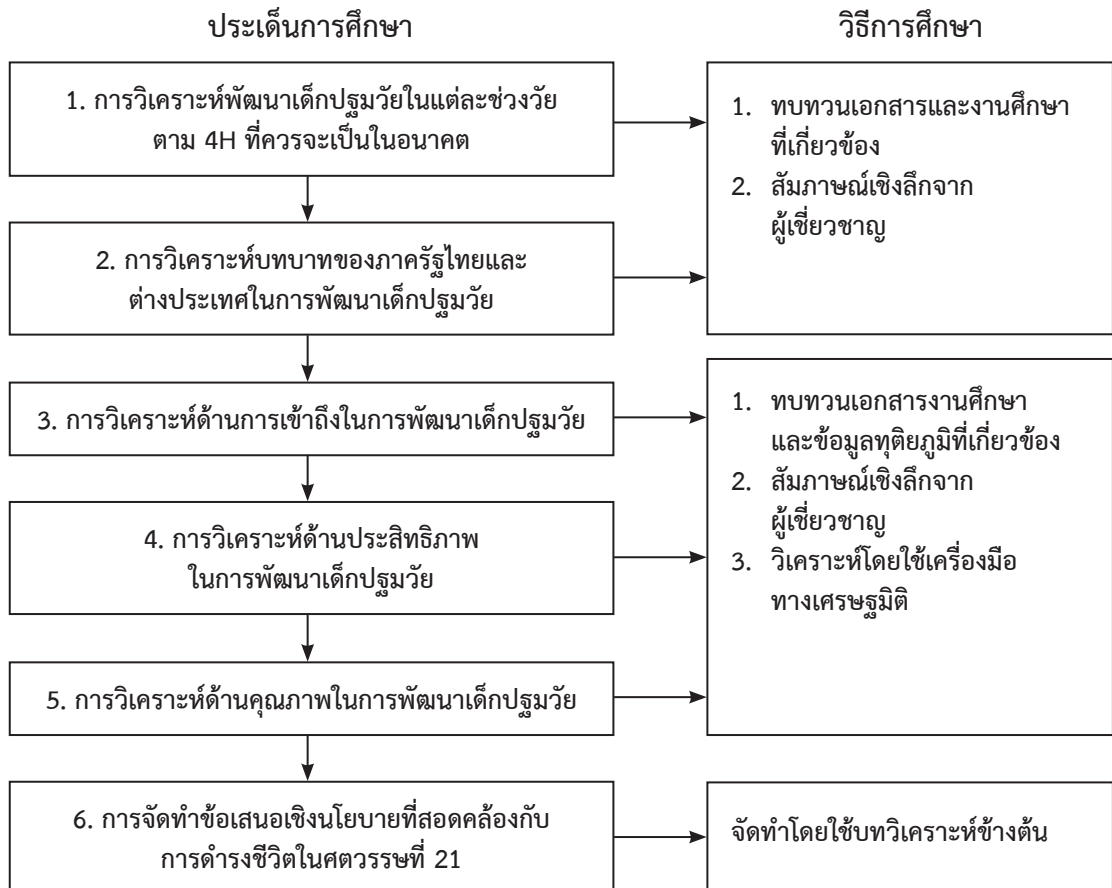 ประเด็นการศึกษา
วิธีการศึกษา
1. การวิเคราะห์พัฒนาเด็กปฐมวัยในแต่ละช่วงวัย
ตาม 4H ที่ควรจะเป็นในอนาคต
1. ทบทวนเอกสารและงานศึกษา
ที่เกี่ยวข้อง
2. สัมภาษณ์เชิงลึกจาก
ผู้เชี่ยวชาญ
2. การวิเคราะห์บทบาทของภาครัฐไทยและ
ต่างประเทศในการพัฒนาเด็กปฐมวัย
3. การวิเคราะห์ด้านการเข้าถึงในการพัฒนาเด็กปฐมวัย
1. ทบทวนเอกสารงานศึกษา
และข้อมูลทุติยภูมิที่เกี่ยวข้อง
2. สัมภาษณ์เชิงลึกจาก
ผู้เชี่ยวชาญ
3. วิเคราะห์โดยใช้เครื่องมือ
ทางเศรษฐมิติ
4. การวิเคราะห์ด้านประสิทธิภาพ
ในการพัฒนาเด็กปฐมวัย
5. การวิเคราะห์ด้านคุณภาพในการพัฒนาเด็กปฐมวัย
6. การจัดทำข้อเสนอเชิงนโยบายที่สอดคล้องกับ
การดำรงชีวิตในศตวรรษที่ 21
จัดทำโดยใช้บทวิเคราะห์ข้างต้น